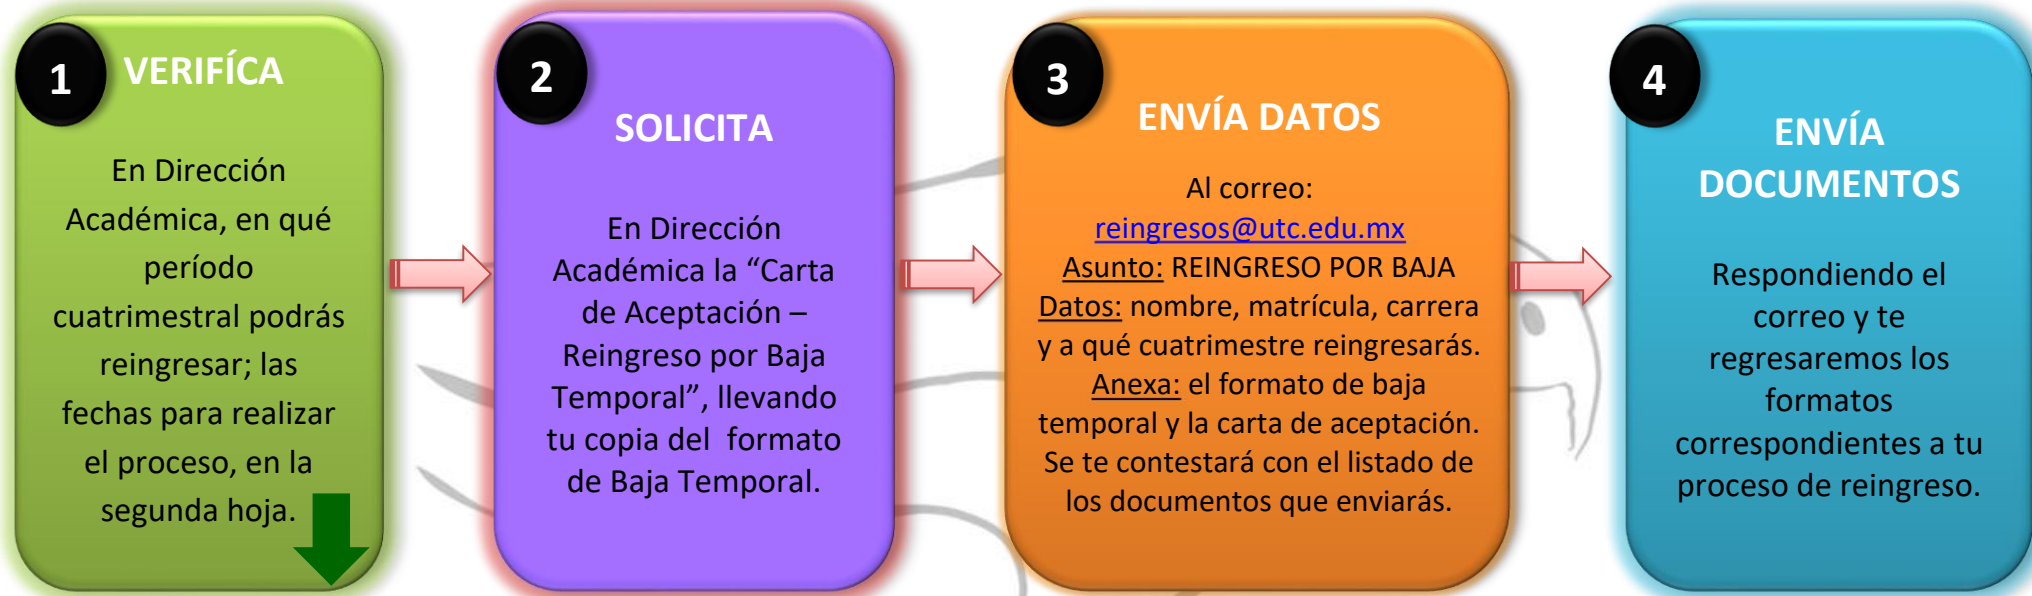 1
VERIFÍCA
En Dirección
Académica, en qué
período
cuatrimestral podrás
reingresar; las
fechas para realizar
el proceso, en la
segunda hoja.
2
SOLICITA
En Dirección
Académica la “Carta
de Aceptación –
Reingreso por Baja
Temporal”, llevando
tu copia del  formato
de Baja Temporal.
3
ENVÍA DATOS
Al correo:
reingresos@utc.edu.mx
Asunto: REINGRESO POR BAJA
Datos: nombre, matrícula, carrera
y a qué cuatrimestre reingresarás.
Anexa: el formato de baja
temporal y la carta de aceptación.
Se te contestará con el listado de
los documentos que enviarás.
4
ENVÍA
DOCUMENTOS
Respondiendo el
correo y te
regresaremos los
formatos
correspondientes a tu
proceso de reingreso.